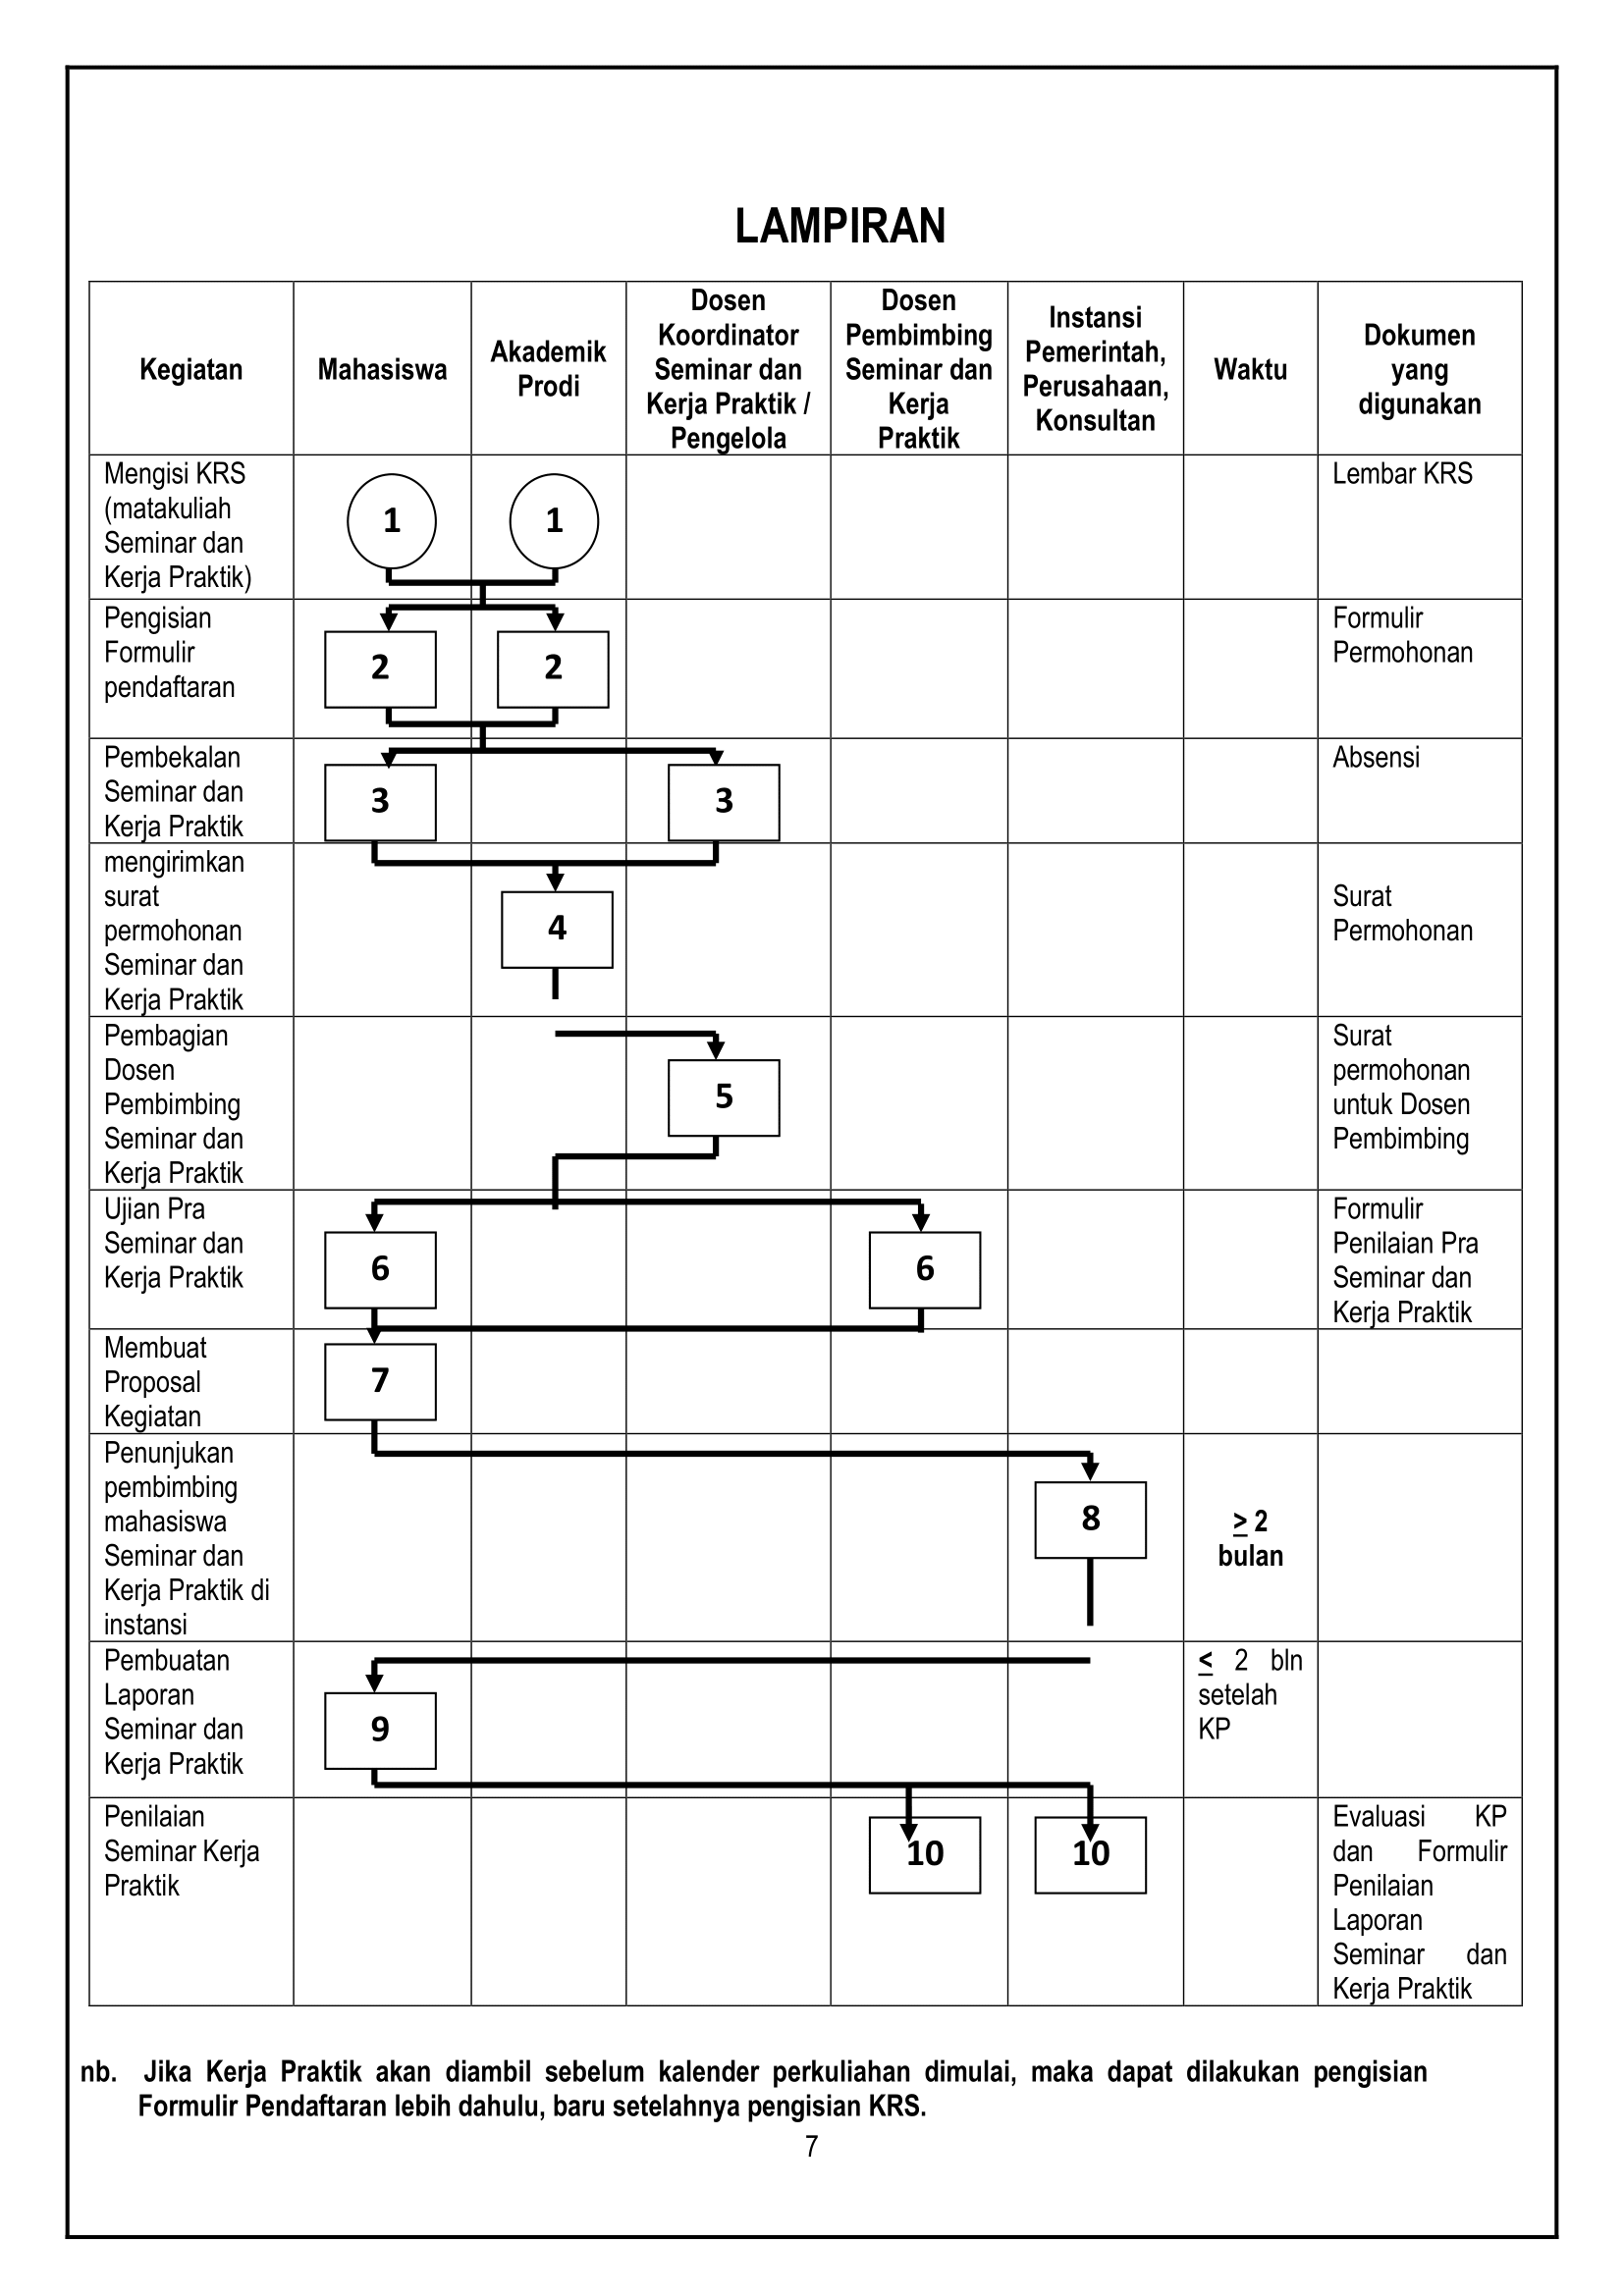 LAMPIRAN
Kegiatan
Mahasiswa
Akademik
Prodi
Dosen
Koordinator
Seminar dan
Kerja Praktik /
Pengelola
Dosen
Pembimbing
Seminar dan
Kerja
Praktik
Instansi
Pemerintah,
Perusahaan,
Konsultan
Waktu
Dokumen
yang
digunakan
Mengisi KRS
(matakuliah
Seminar dan
Kerja Praktik)
1
1
Lembar KRS
Pengisian
Formulir
pendaftaran
2
2
Formulir
Permohonan
Pembekalan
Seminar dan
Kerja Praktik
3
3
Absensi
mengirimkan
surat
permohonan
Seminar dan
Kerja Praktik
4
Surat
Permohonan
Pembagian
Dosen
Pembimbing
Seminar dan
Kerja Praktik
5
Surat
permohonan
untuk Dosen
Pembimbing
Ujian Pra
Seminar dan
Kerja Praktik
6
6
Formulir
Penilaian Pra
Seminar dan
Kerja Praktik
Membuat
Proposal
Kegiatan
7
Penunjukan
pembimbing
mahasiswa
Seminar dan
Kerja Praktik di
instansi
8
≥ 2
bulan
Pembuatan
Laporan
Seminar dan
Kerja Praktik
9
≤ 2 bln
setelah
KP
Penilaian
Seminar Kerja
Praktik
10
10
Evaluasi KP
dan Formulir
Penilaian
Laporan
Seminar dan
Kerja Praktik
nb. Jika Kerja Praktik akan diambil sebelum kalender perkuliahan dimulai, maka dapat dilakukan pengisian
Formulir Pendaftaran lebih dahulu, baru setelahnya pengisian KRS.
7